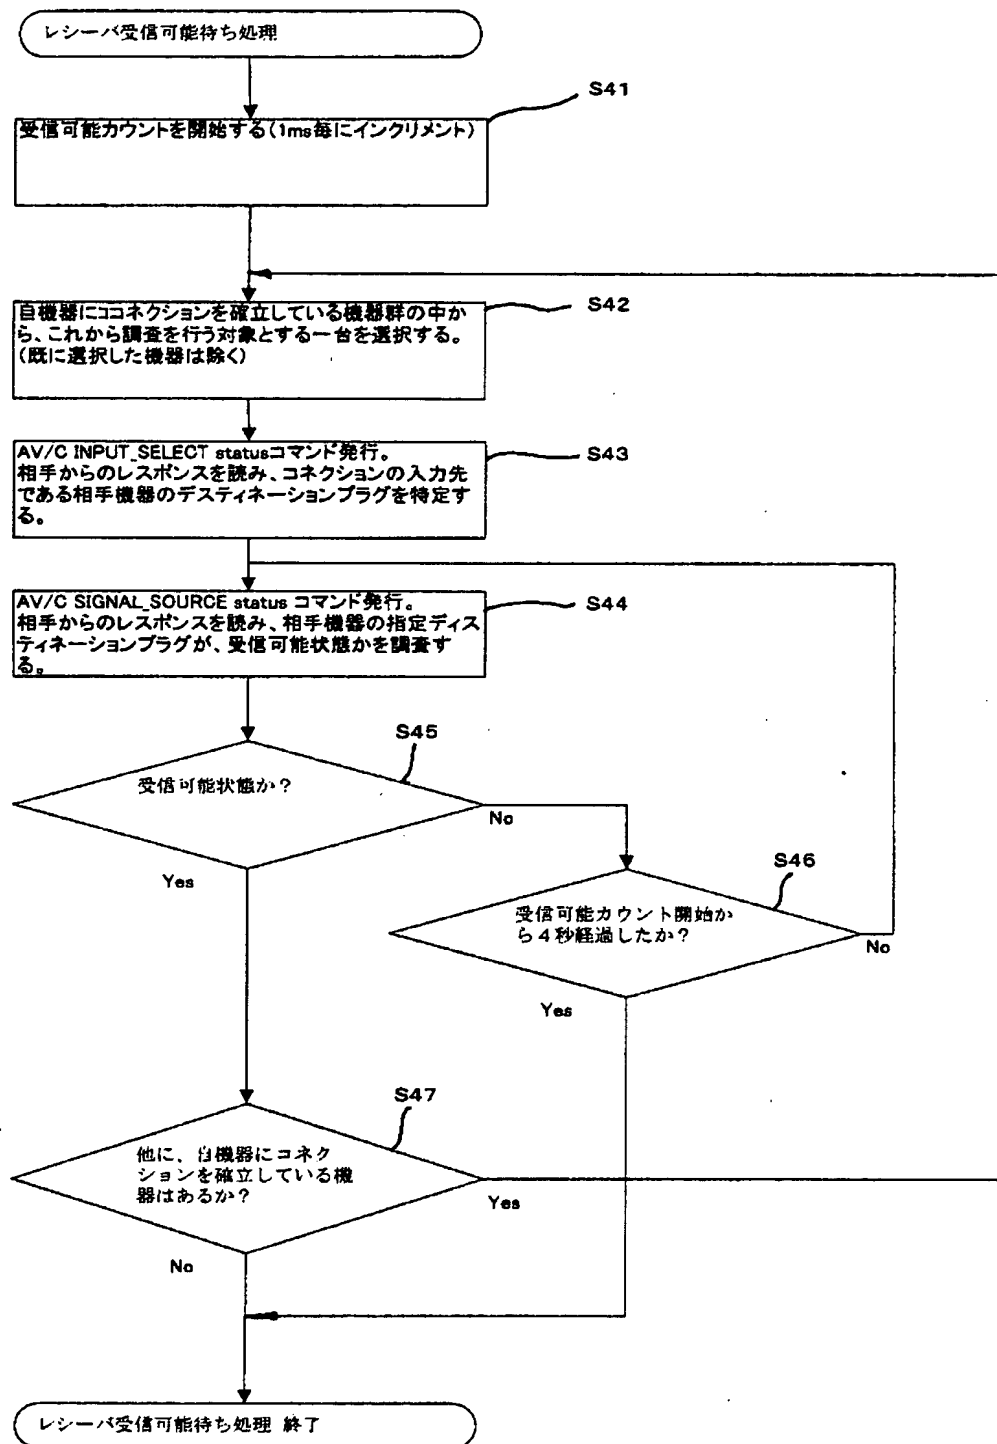 レシーバ受信可能待ち処理
S41
受信可能カウントを開始する(1ms毎にインクリメント)
S42
自機器にココネクションを確立している機器群の中か
ら、これから調査を行う対象とする一台を選択する。
(既に選択した機器は除く)
AV/C INPUT_SELECT statusコマンド発行。
S43
相手からのレスポンスを読み、コネクションの入力先
である相手機器のデスティネーションプラグを特定す
る。
AV/C SIGNAL_SOURCE status コマンド発行。
S44
相手からのレスポンスを読み、相手機器の指定ディス
ティネーションプラグが、受信可能状態かを調査す
る。
S45
受信可能状態か?
No
Yes
S46
受信可能カウント開始か
ら4秒経過したか?
No
Yes
S47
他に、自機器にコネク
ションを確立している機
器はあるか?
Yes
No
レシーバ受信可能待ち処理 終了